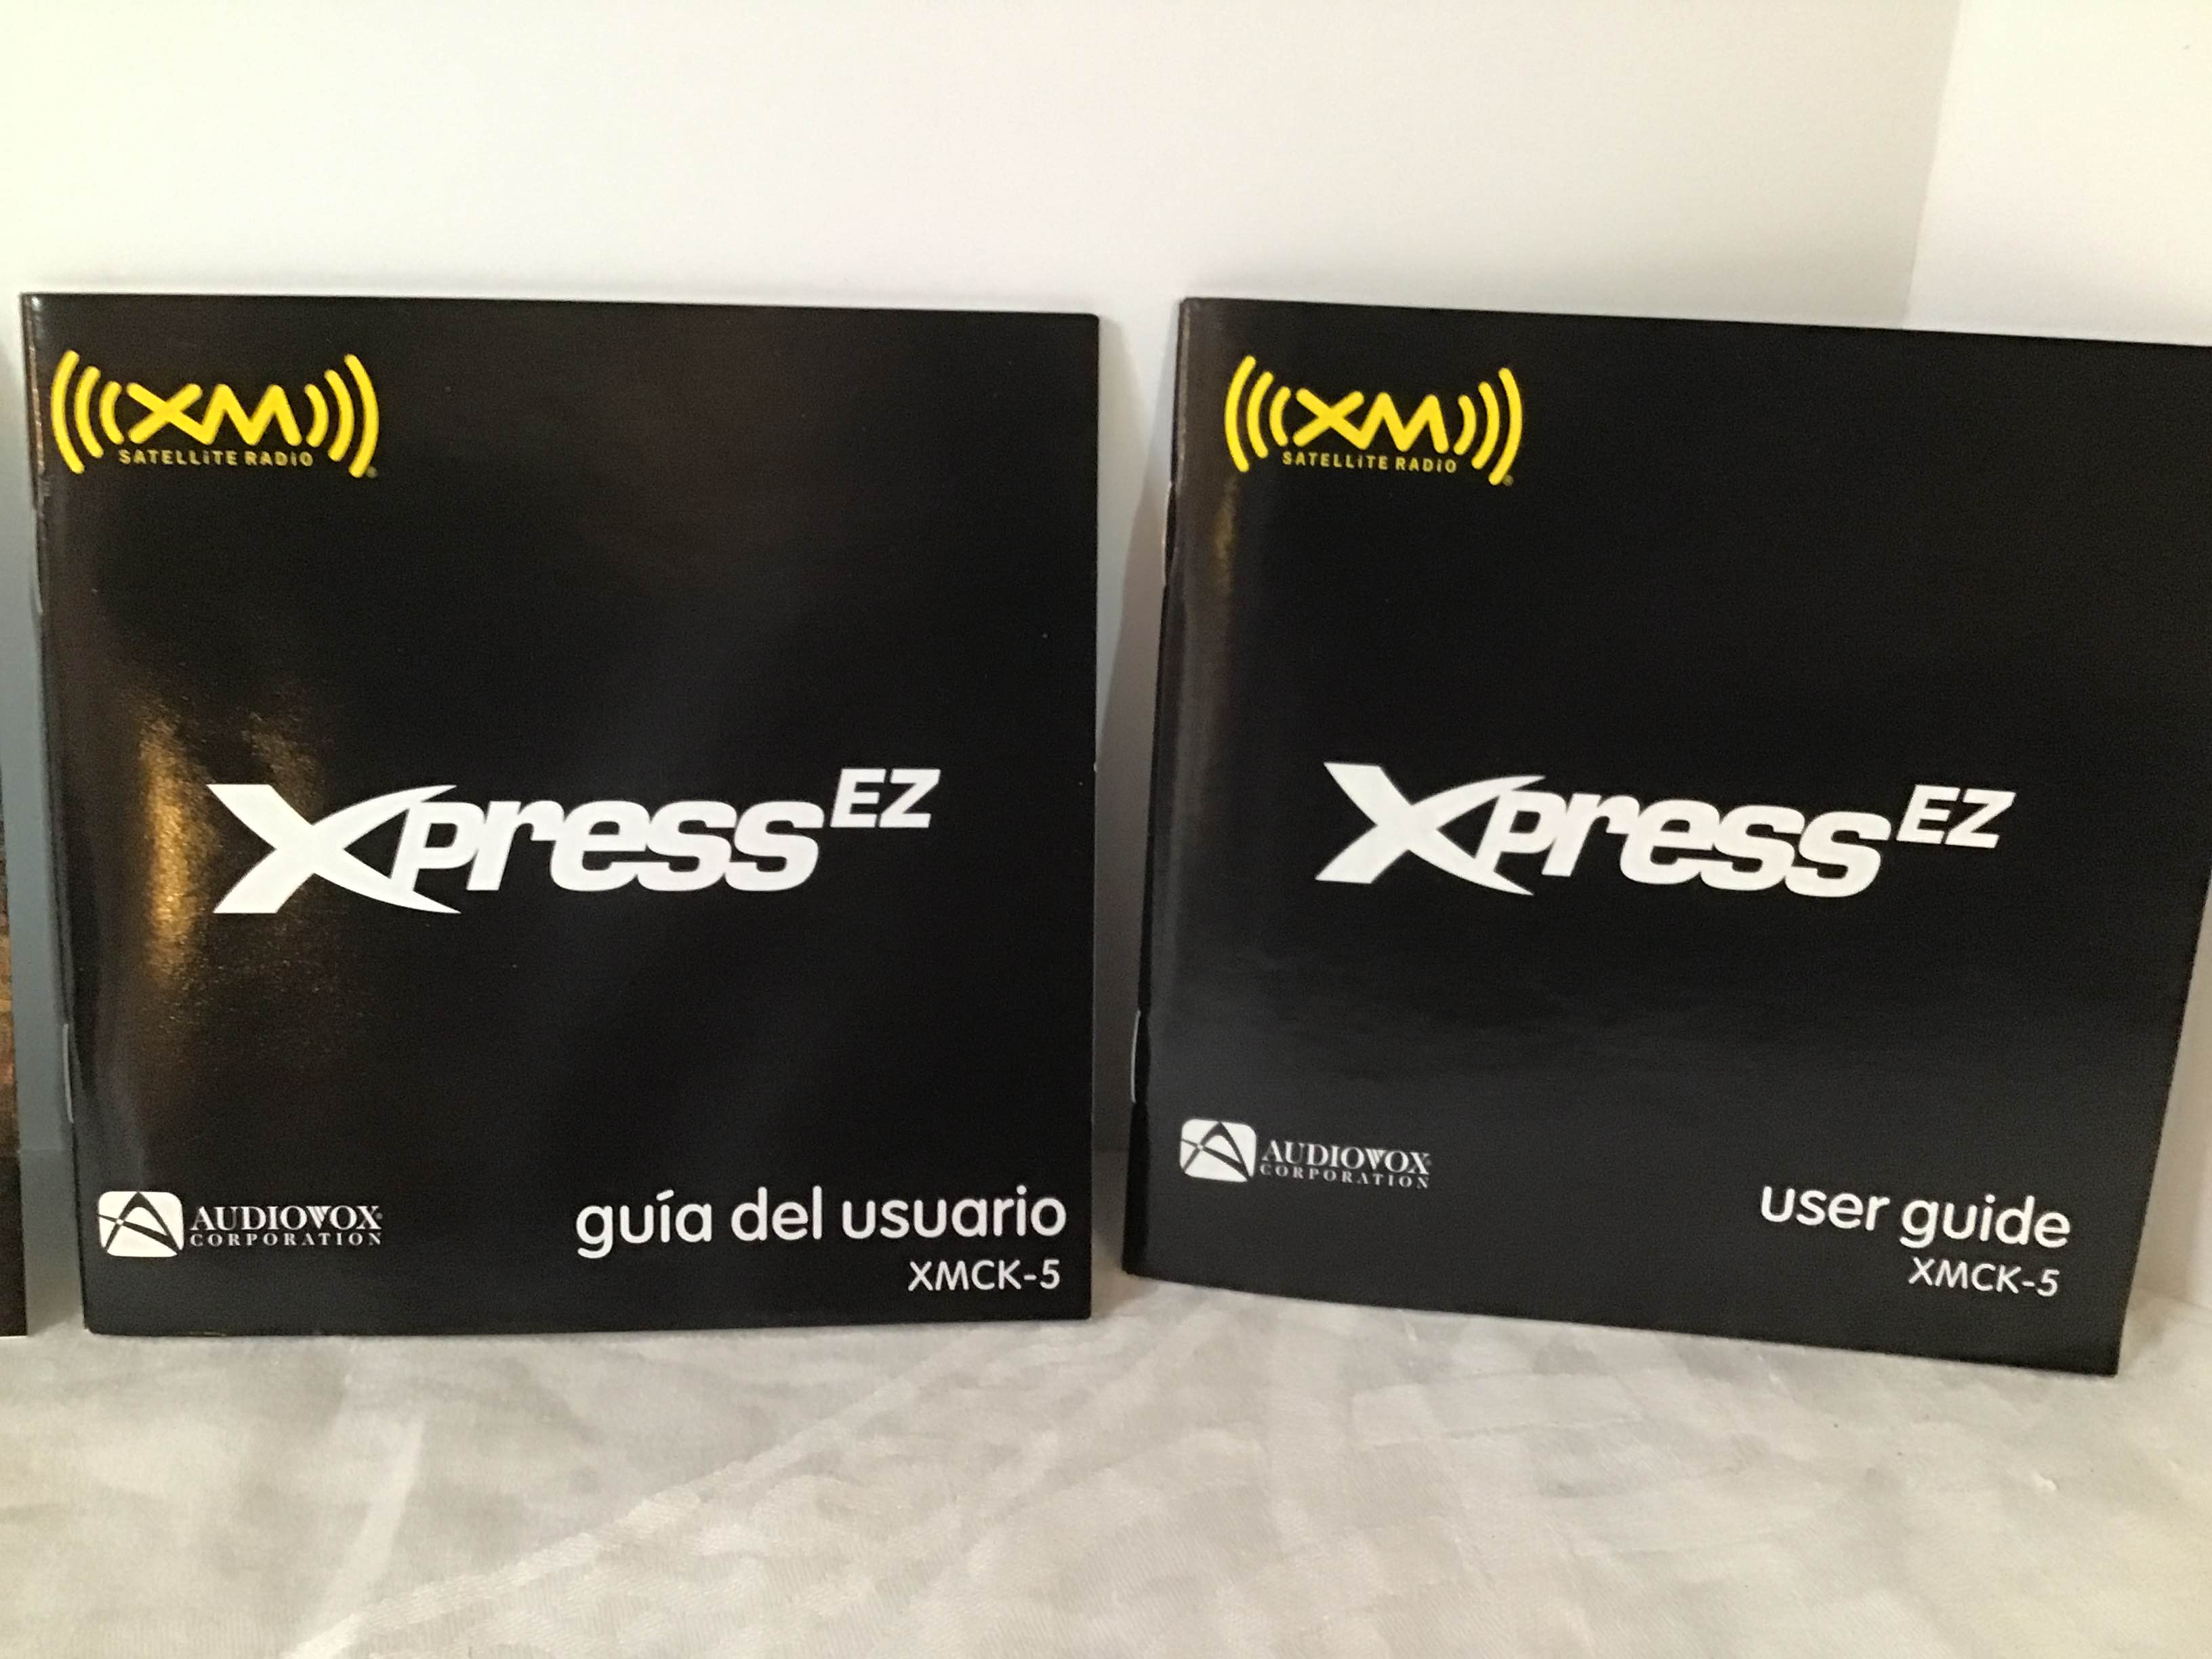 XM
SATELLiTE RADiO
Xpress EZ
AUDIOVOX
CORPORATION
guía del usuario
XMCK-5
XM
SATELLiTE RADiO
Xpress EZ
AUDIOVOX
CORPORATION
user guide
XMCK-5